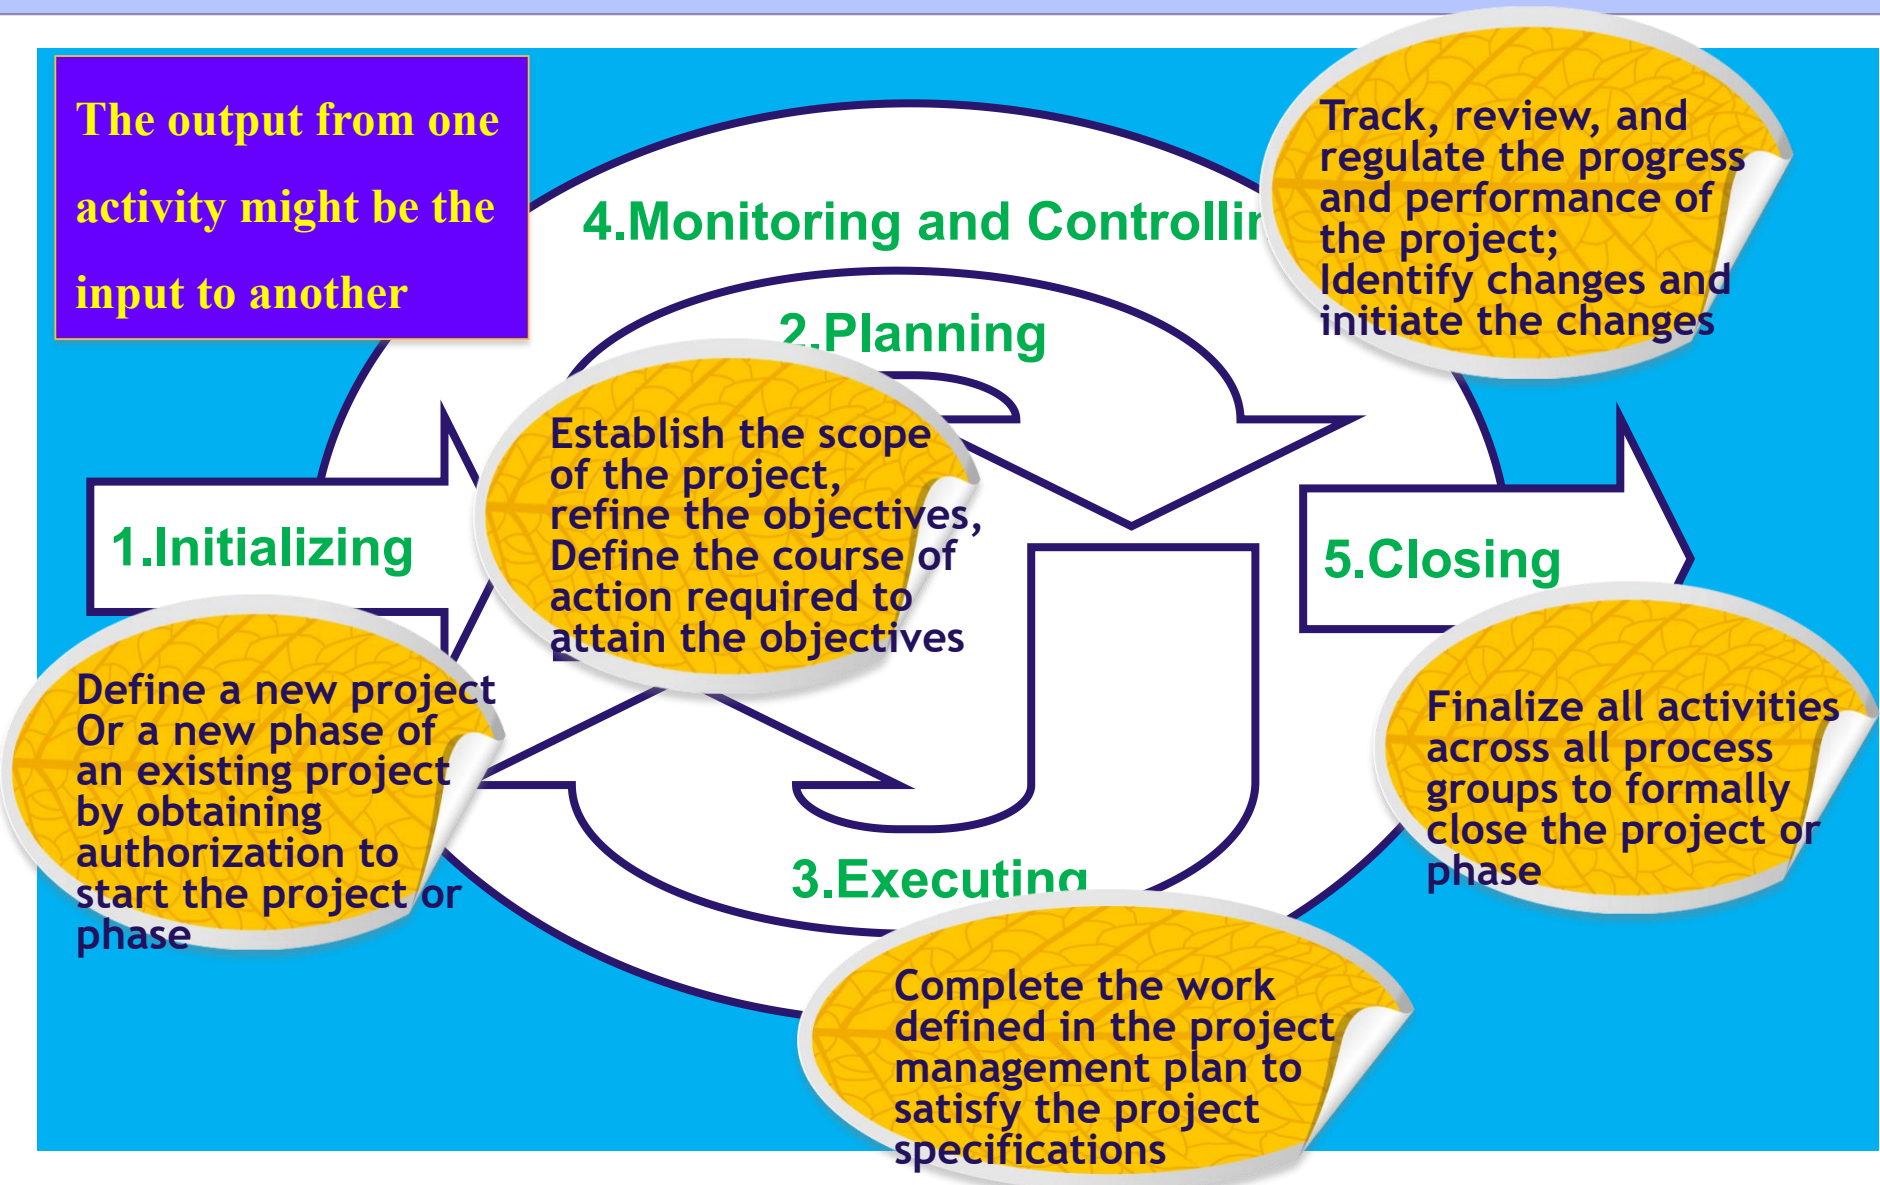 The output from one
activity might be the
input to another
4.Monitoring and Controllin
Track, review, and
regulate the progress
and performance of
the project;
Identify changes and
initiate the changes
2.Planning
Establish the scope
of the project,
refine the objectives,
Define the course of
action required to
attain the objectives
1.Initializing
Define a new project
Or a new phase of
an existing project
by obtaining
authorization to
start the project or
phase
5.Closing
Finalize all activities
across all process
groups to formally
close the project or
phase
3.Executing
Complete the work
defined in the project
management plan to
satisfy the project
specifications